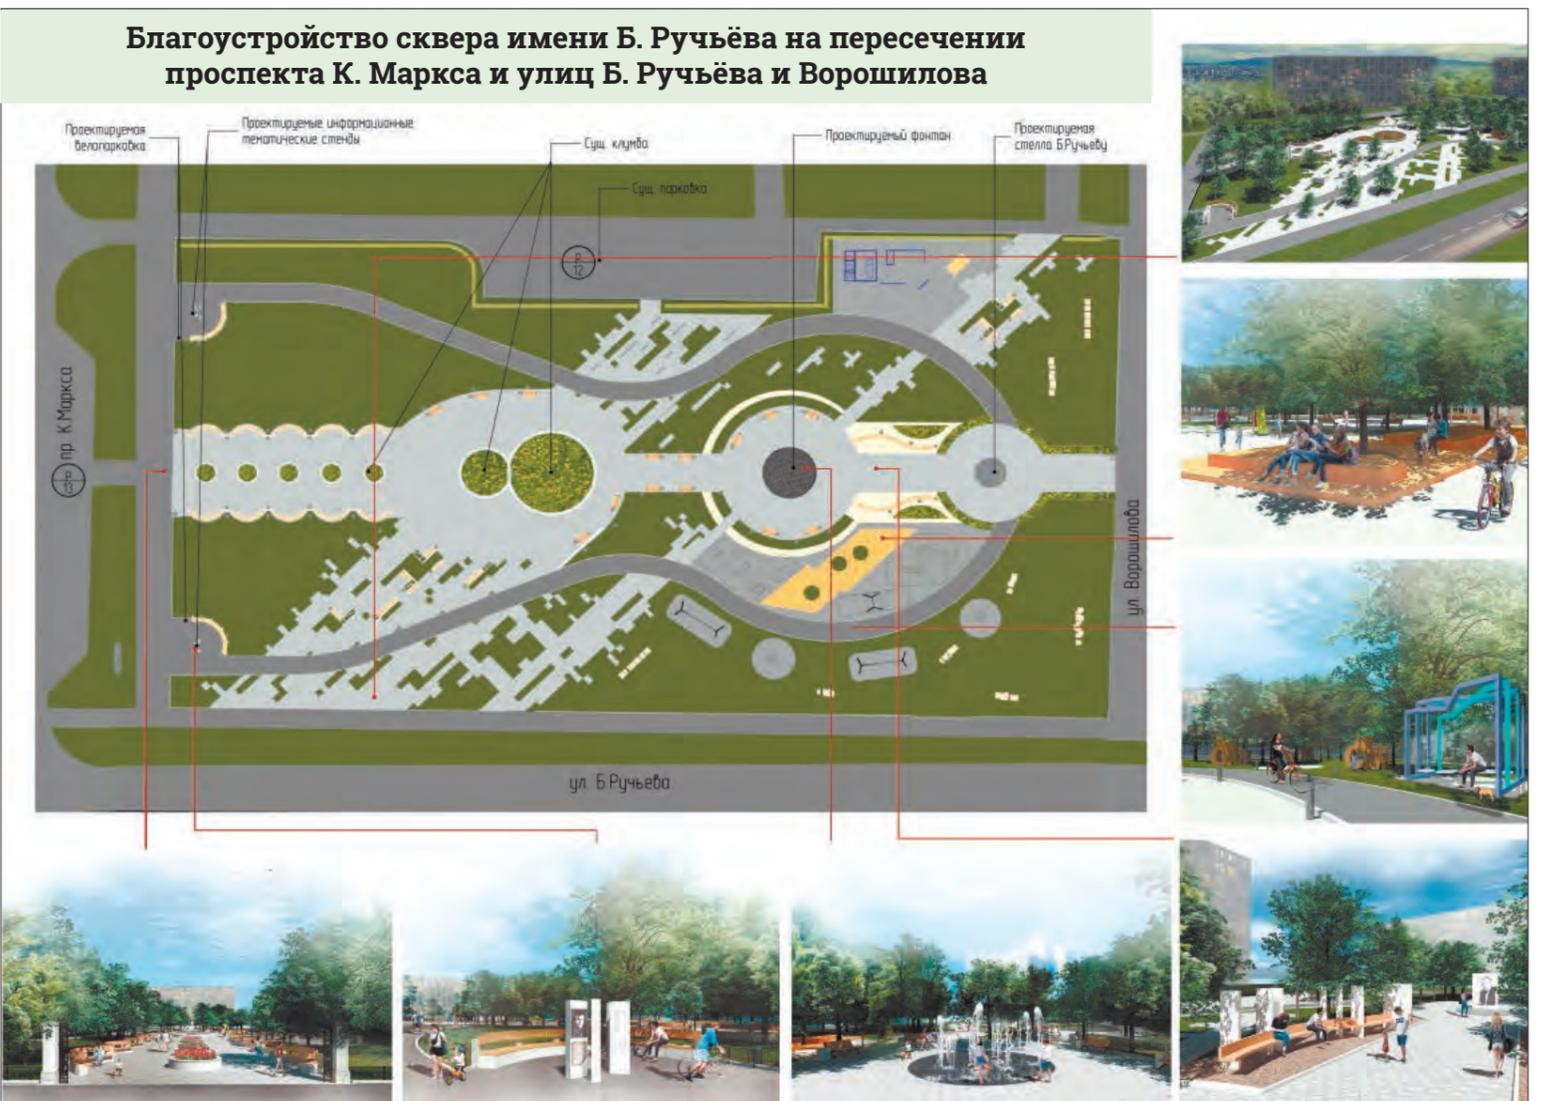 Благоустройство сквера имени Б. Ручьёва на пересечении
проспекта К. Маркса и улиц Б. Ручьёва и Ворошилова
Проектируемая
велопарковка
Проектируемые информационные
тематические стенды
Сущ. клумба
Проектируемый фонтан
Проектируемая
стелла Б.Ручьеву
Сущ. парковка
Р
12
пр. К.Маркса
ул. Ворошилова
ул. Б.Ручьева